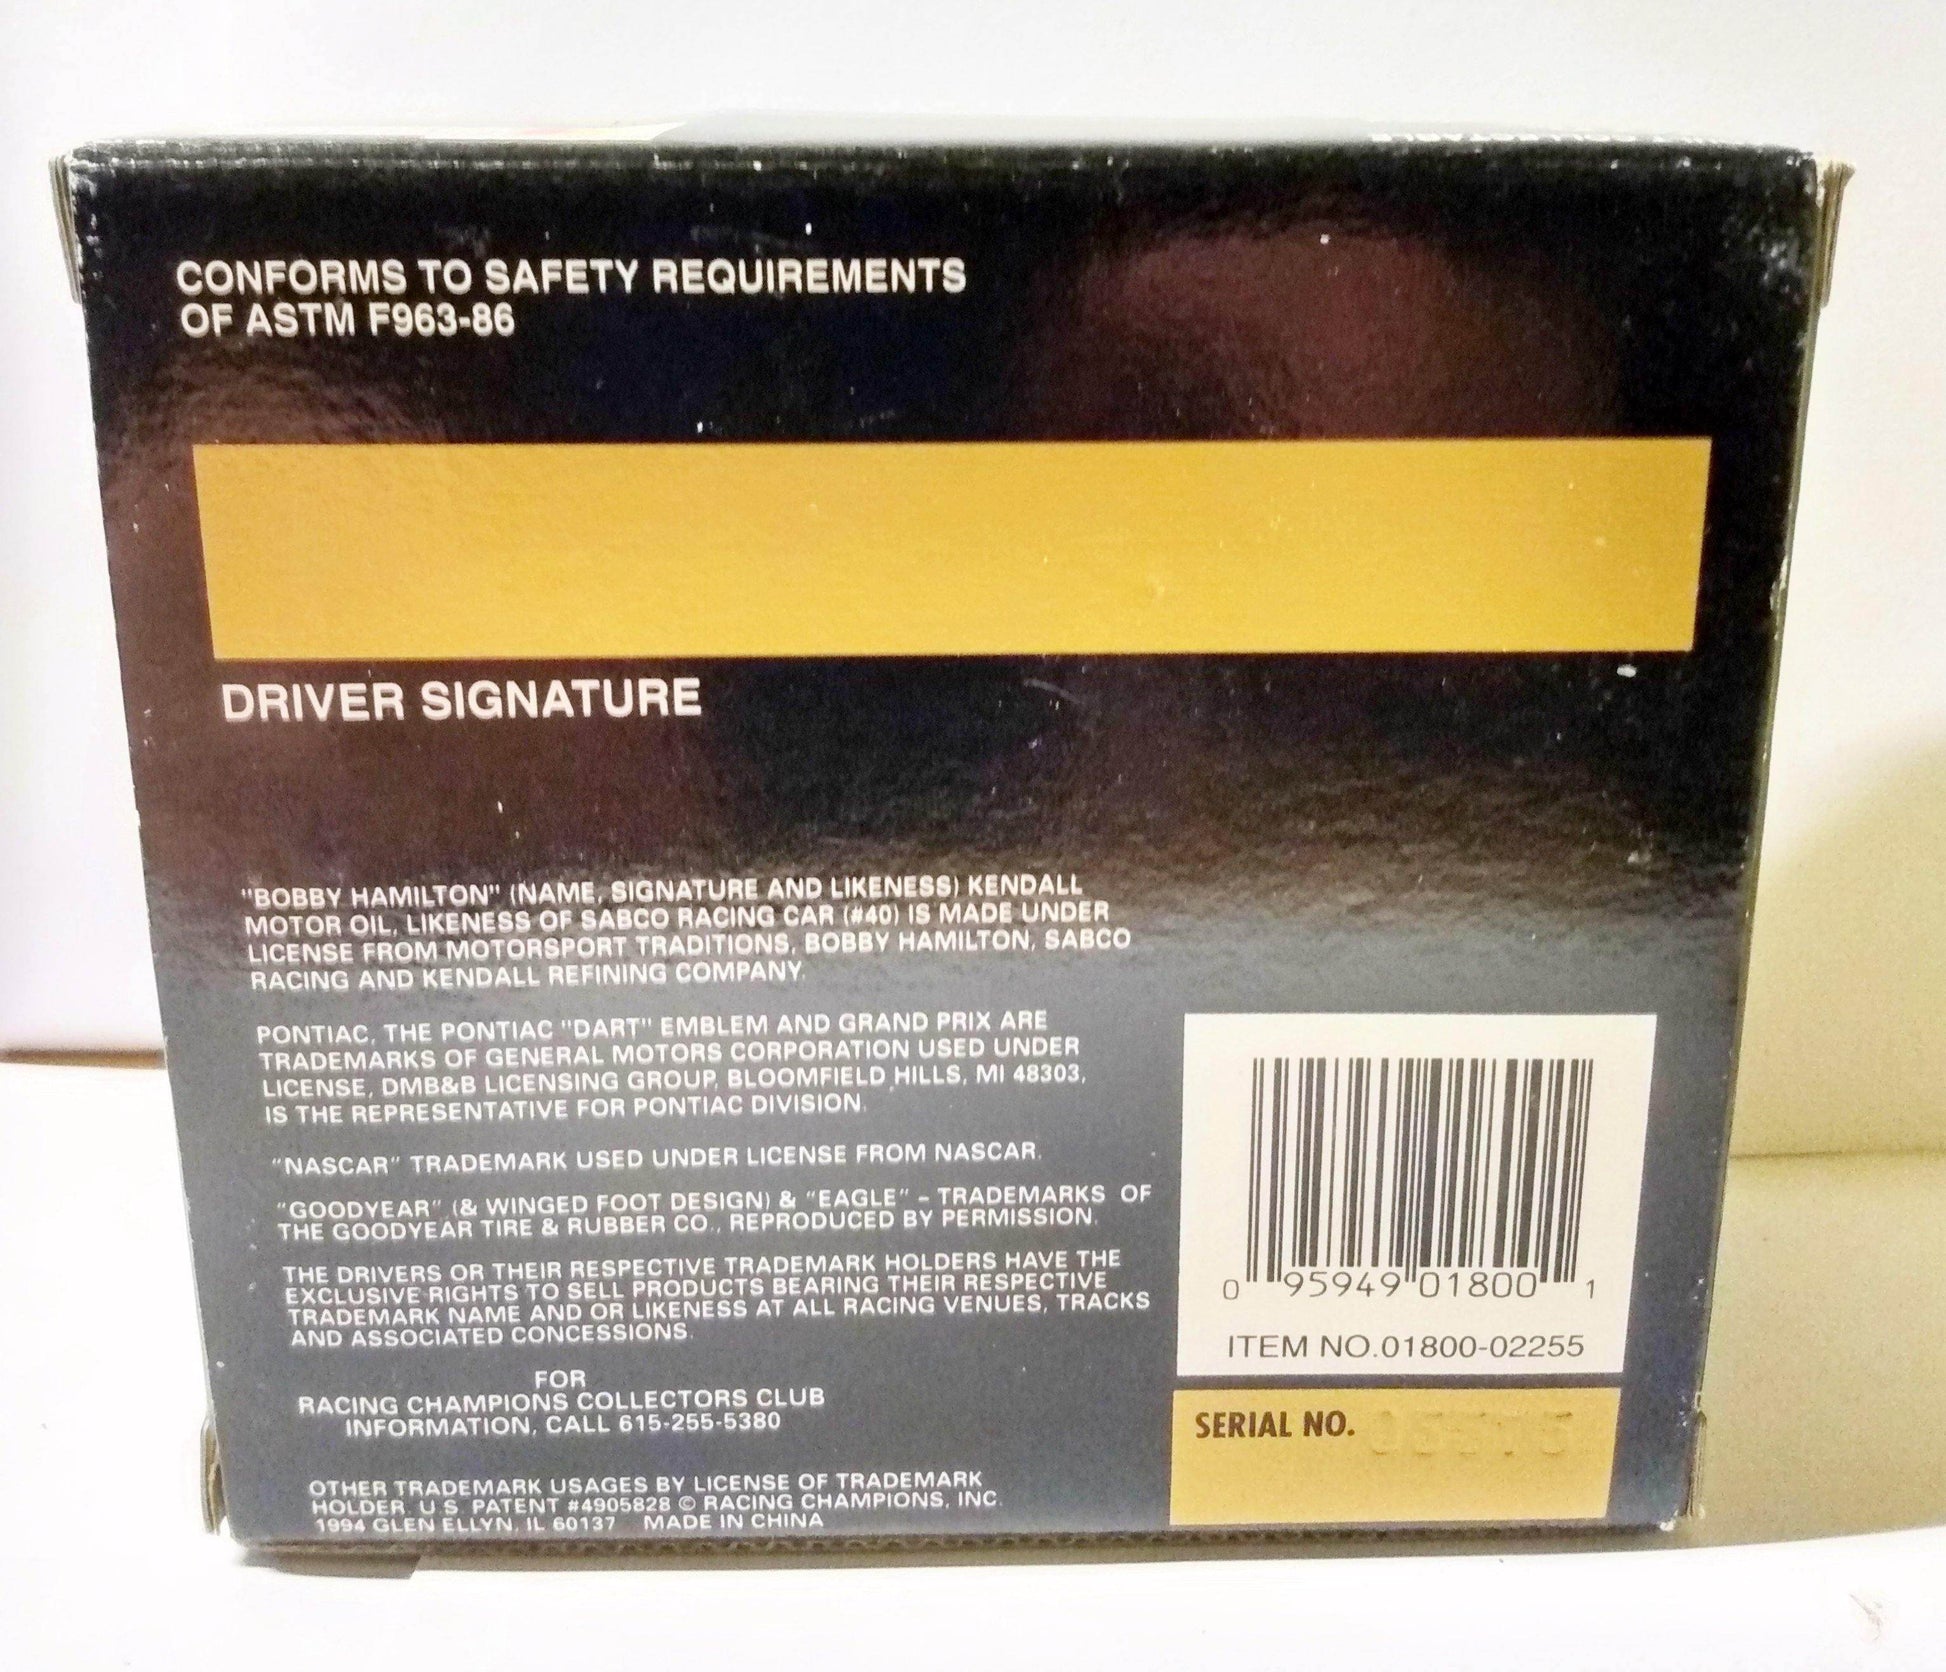 CONFORMS TO SAFETY REQUIREMENTS
OF ASTM F963-86
DRIVER SIGNATURE
"BOBBY HAMILTON" (NAME, SIGNATURE AND LIKENESS) KENDALL
MOTOR OIL, LIKENESS OF SABCO RACING CAR (#40) IS MADE UNDER
LICENSE FROM MOTORSPORT TRADITIONS, BOBBY HAMILTON, SABCO
RACING AND KENDALL REFINING COMPANY.
PONTIAC, THE PONTIAC "DART" EMBLEM AND GRAND PRIX ARE
TRADEMARKS OF GENERAL MOTORS CORPORATION USED UNDER
LICENSE, DMB&B LICENSING GROUP, BLOOMFIELD HILLS, MI 48303,
IS THE REPRESENTATIVE FOR PONTIAC DIVISION.
"NASCAR" TRADEMARK USED UNDER LICENSE FROM NASCAR.
"GOODYEAR" (& WINGED FOOT DESIGN) & "EAGLE" - TRADEMARKS OF
THE GOODYEAR TIRE & RUBBER CO., REPRODUCED BY PERMISSION.
THE DRIVERS OR THEIR RESPECTIVE TRADEMARK HOLDERS HAVE THE
EXCLUSIVE RIGHTS TO SELL PRODUCTS BEARING THEIR RESPECTIVE
TRADEMARK NAME AND OR LIKENESS AT ALL RACING VENUES, TRACKS
AND ASSOCIATED CONCESSIONS.
FOR
RACING CHAMPIONS COLLECTORS CLUB
INFORMATION, CALL 615-255-5380
OTHER TRADEMARK USAGES BY LICENSE OF TRADEMARK
HOLDER. U.S. PATENT #4905828 © RACING CHAMPIONS, INC.
1994 GLEN ELLYN, IL 60137 MADE IN CHINA
0 95949 01800 1
ITEM NO.01800-02255
SERIAL NO.